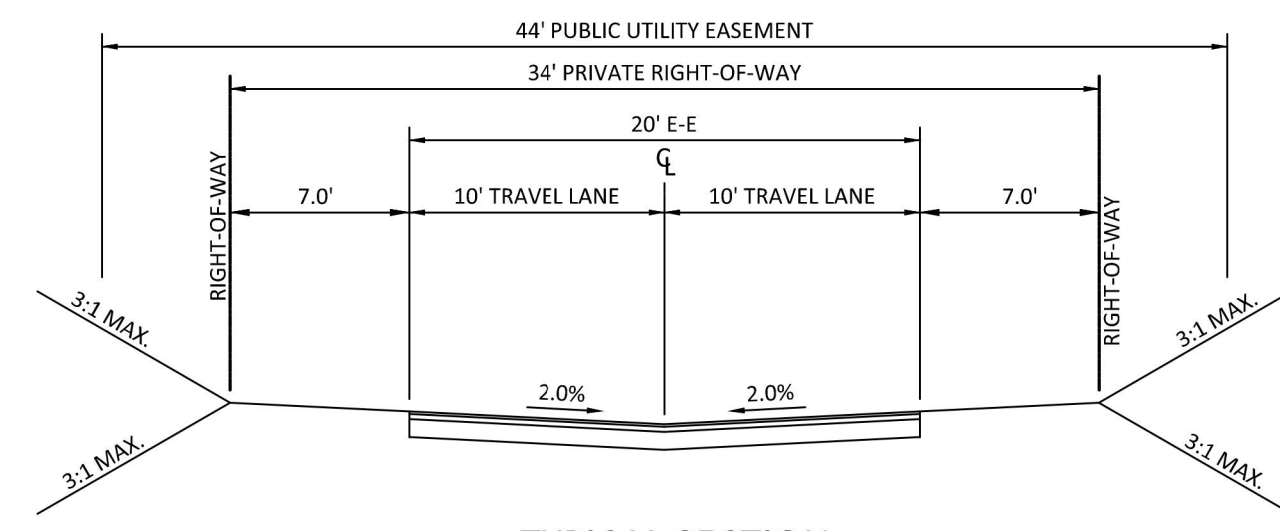 44' PUBLIC UTILITY EASEMENT
34' PRIVATE RIGHT-OF-WAY
20' E-E
℄
RIGHT-OF-WAY
7.0'
10' TRAVEL LANE
10' TRAVEL LANE
7.0'
RIGHT-OF-WAY
3:1 MAX.
3:1 MAX.
2.0%
2.0%
3:1 MAX.
3:1 MAX.